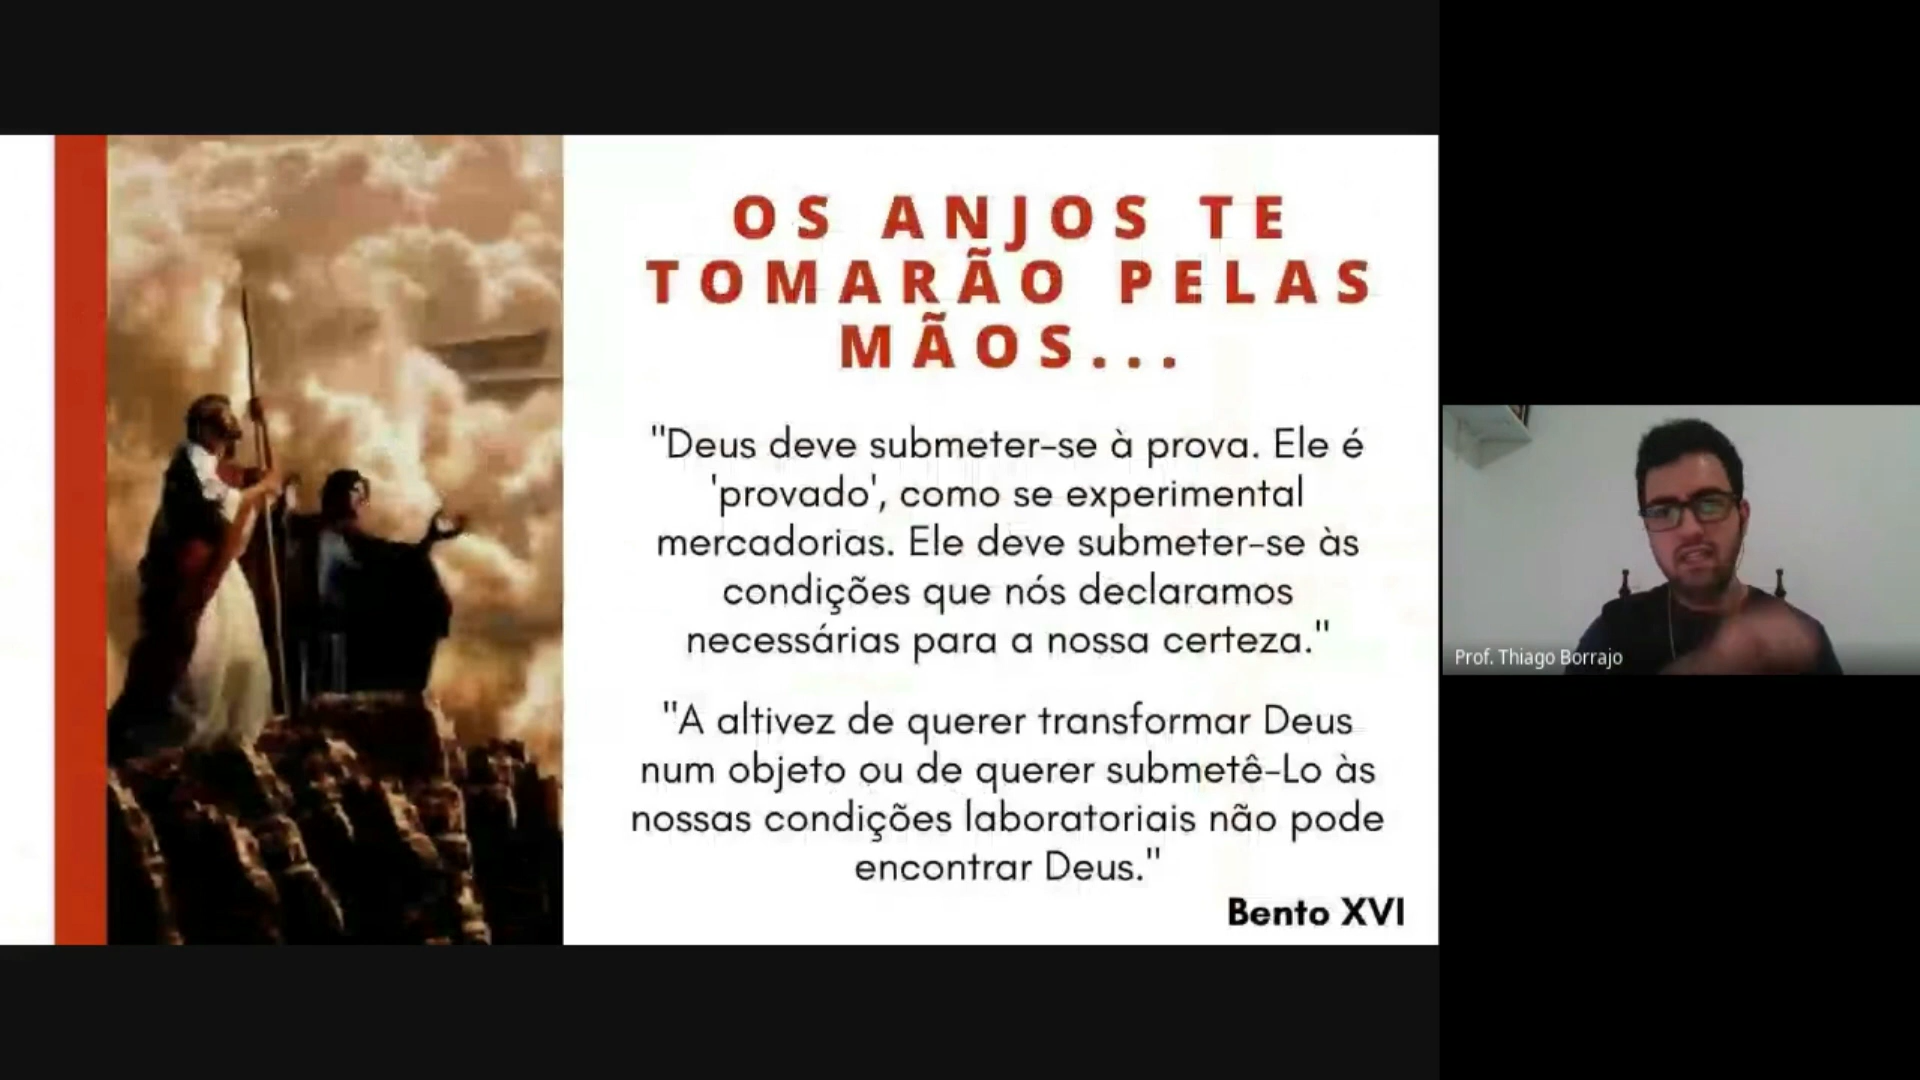 OS ANJOS TE
TOMARÃO PELAS
MÃOS...
"Deus deve submeter-se à prova. Ele é
'provado', como se experimental
mercadorias. Ele deve submeter-se às
condições que nós declaramos
necessárias para a nossa certeza."
"A altivez de querer transformar Deus
num objeto ou de querer submetê-Lo às
nossas condições laboratoriais não pode
encontrar Deus."
Bento XVI
Prof. Thiago Borrajo